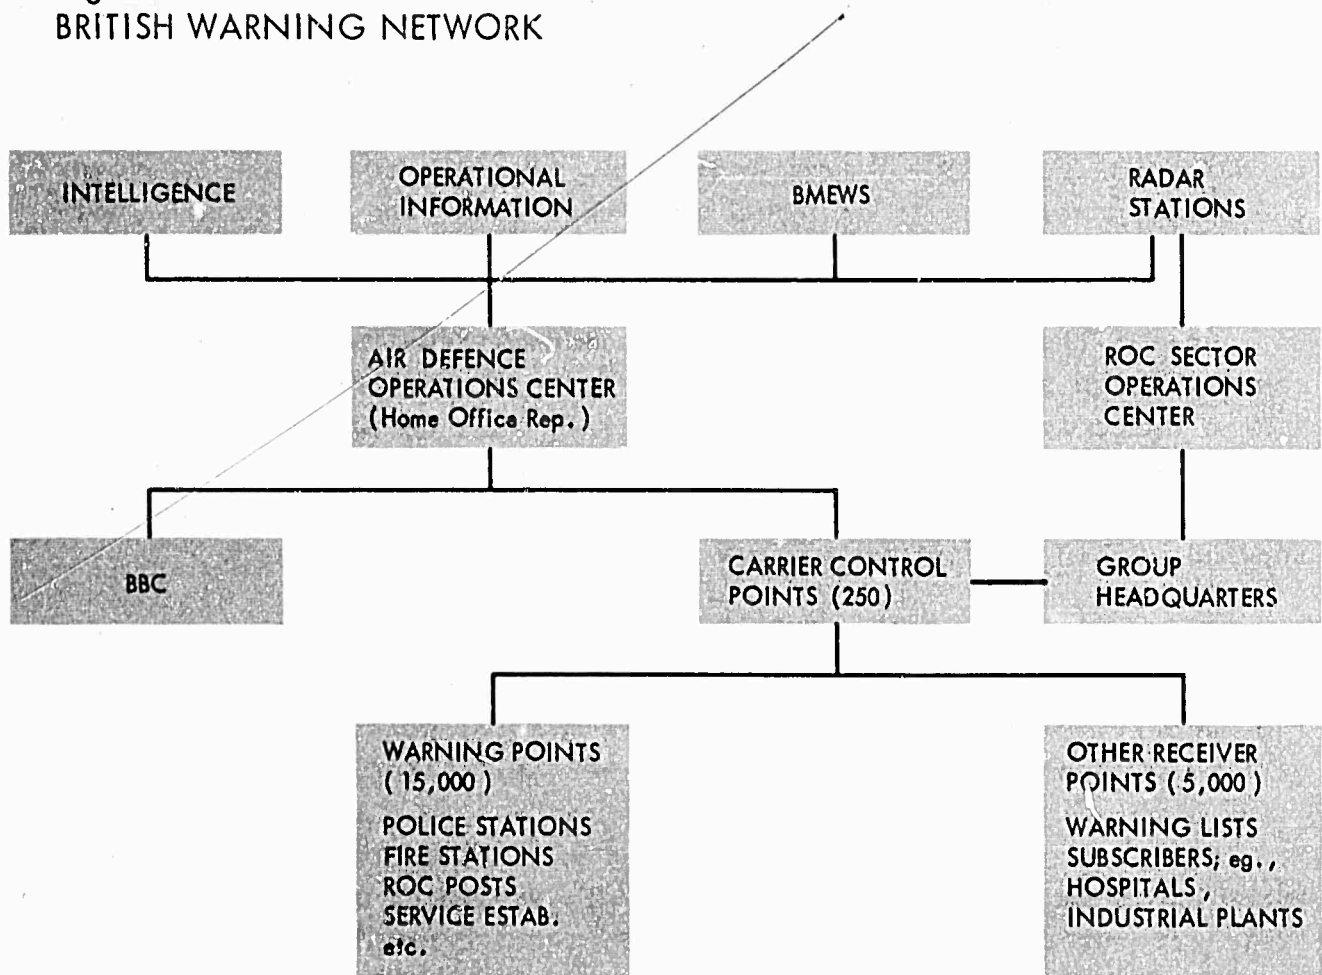 BRITISH WARNING NETWORK
INTELLIGENCE
OPERATIONAL
INFORMATION
BMEWS
RADAR
STATIONS
AIR DEFENCE
OPERATIONS CENTER
(Home Office Rep.)
ROC SECTOR
OPERATIONS
CENTER
BBC
CARRIER CONTROL
POINTS (250)
GROUP
HEADQUARTERS
WARNING POINTS
(15,000)
POLICE STATIONS
FIRE STATIONS
ROC POSTS
SERVICE ESTAB.
etc.
OTHER RECEIVER
POINTS (5,000)
WARNING LISTS
SUBSCRIBERS; eg.,
HOSPITALS,
INDUSTRIAL PLANTS